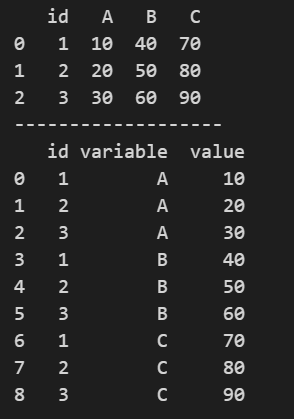 id   A   B   C
0   1  10  40  70
1   2  20  50  80
2   3  30  60  90
-------------------
   id variable  value
0   1        A     10
1   2        A     20
2   3        A     30
3   1        B     40
4   2        B     50
5   3        B     60
6   1        C     70
7   2        C     80
8   3        C     90